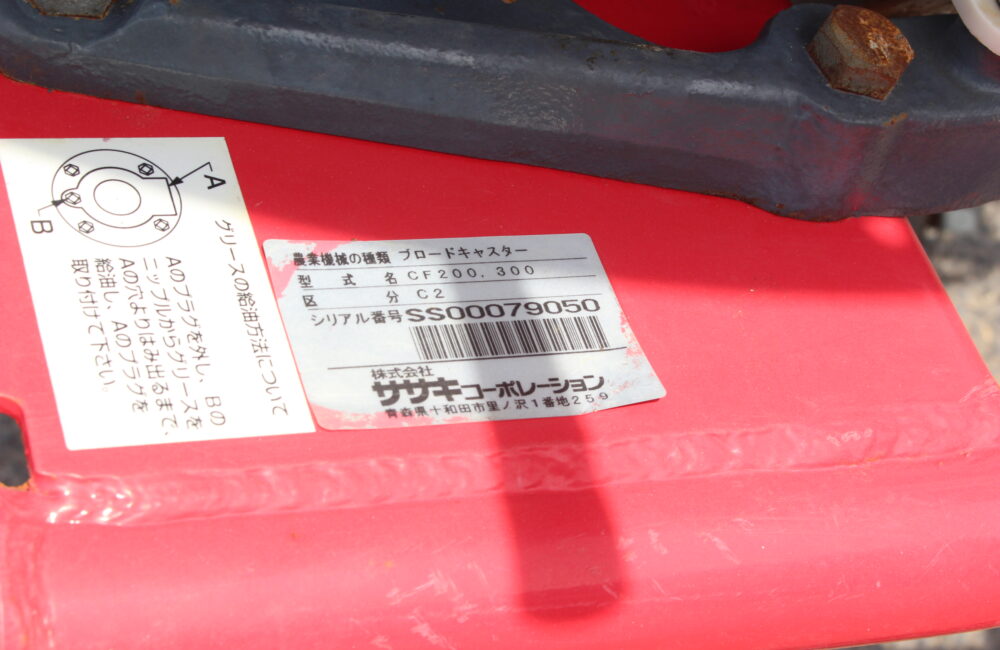 A
B
グリースの給油方法について
Aのプラグを外し、Bの
ニップルからグリースを
Aの穴よりはみ出るまで、
給油し、Aのプラグを
取り付けて下さい
農業機械の種類 ブロードキャスター
型式名 CF200.300
区分 C2
シリアル番号 SS00079050
株式会社
ササキコーポレーション
青森県十和田市里ノ沢1番地259